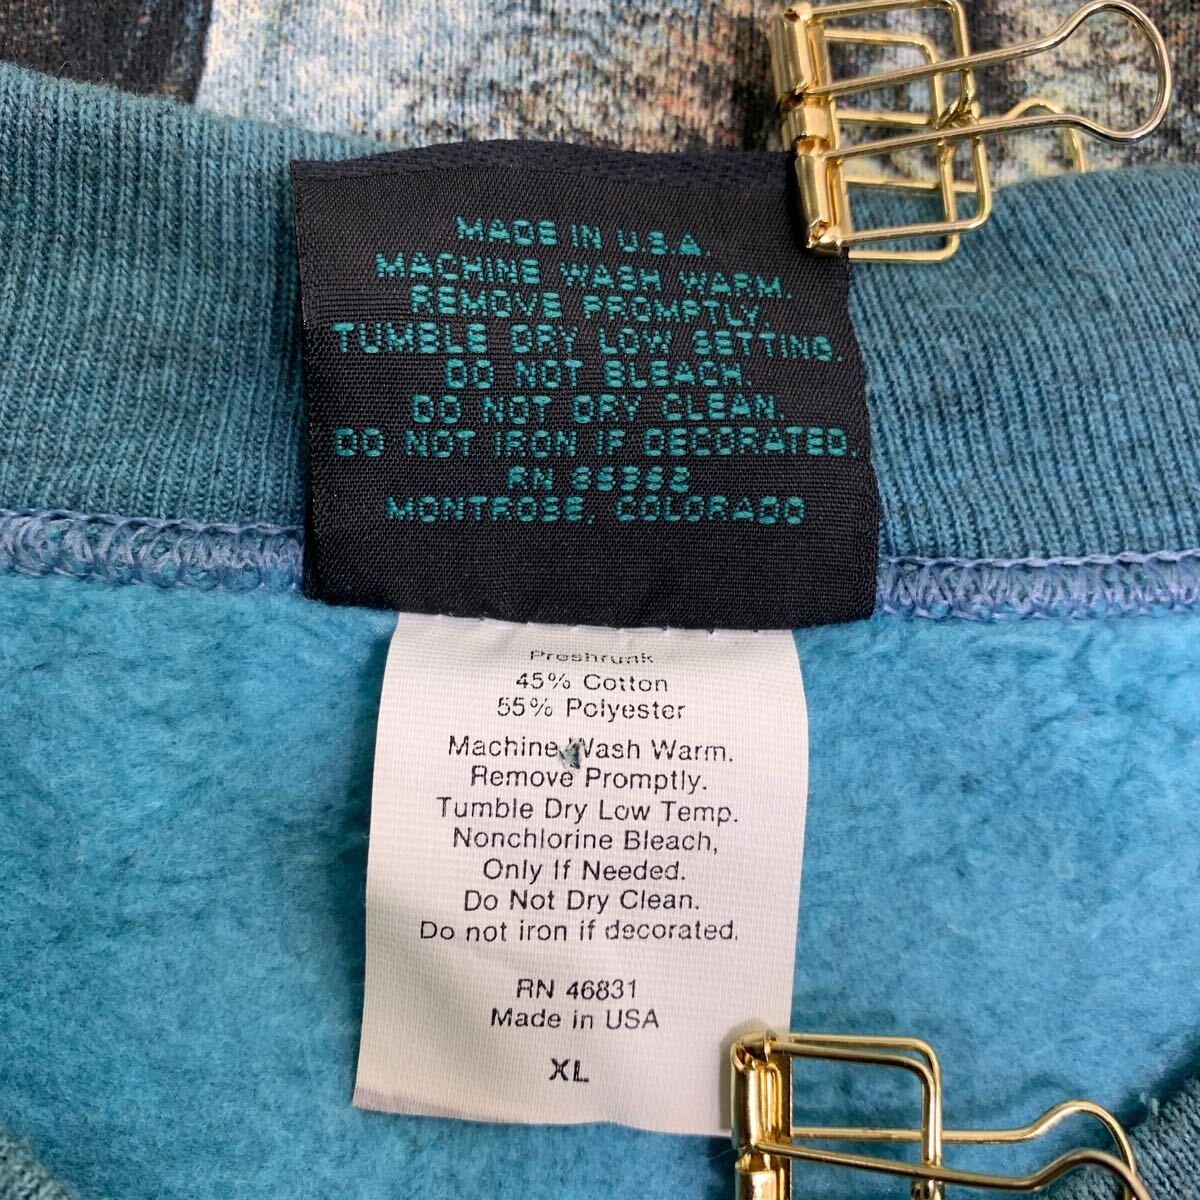 MADE IN U.S.A.
MACHINE WASH WARM.
REMOVE PROMPTLY.
TUMBLE DRY LOW SETTING.
DO NOT BLEACH.
DO NOT DRY CLEAN.
DO NOT IRON IF DECORATED.
RN
MONTROSE, COLORADO
Preshrunk
45% Cotton
55% Polyester
Machine Wash Warm.
Remove Promptly.
Tumble Dry Low Temp.
Nonchlorine Bleach,
Only If Needed.
Do Not Dry Clean.
Do not iron if decorated.
RN 46831
Made in USA
XL